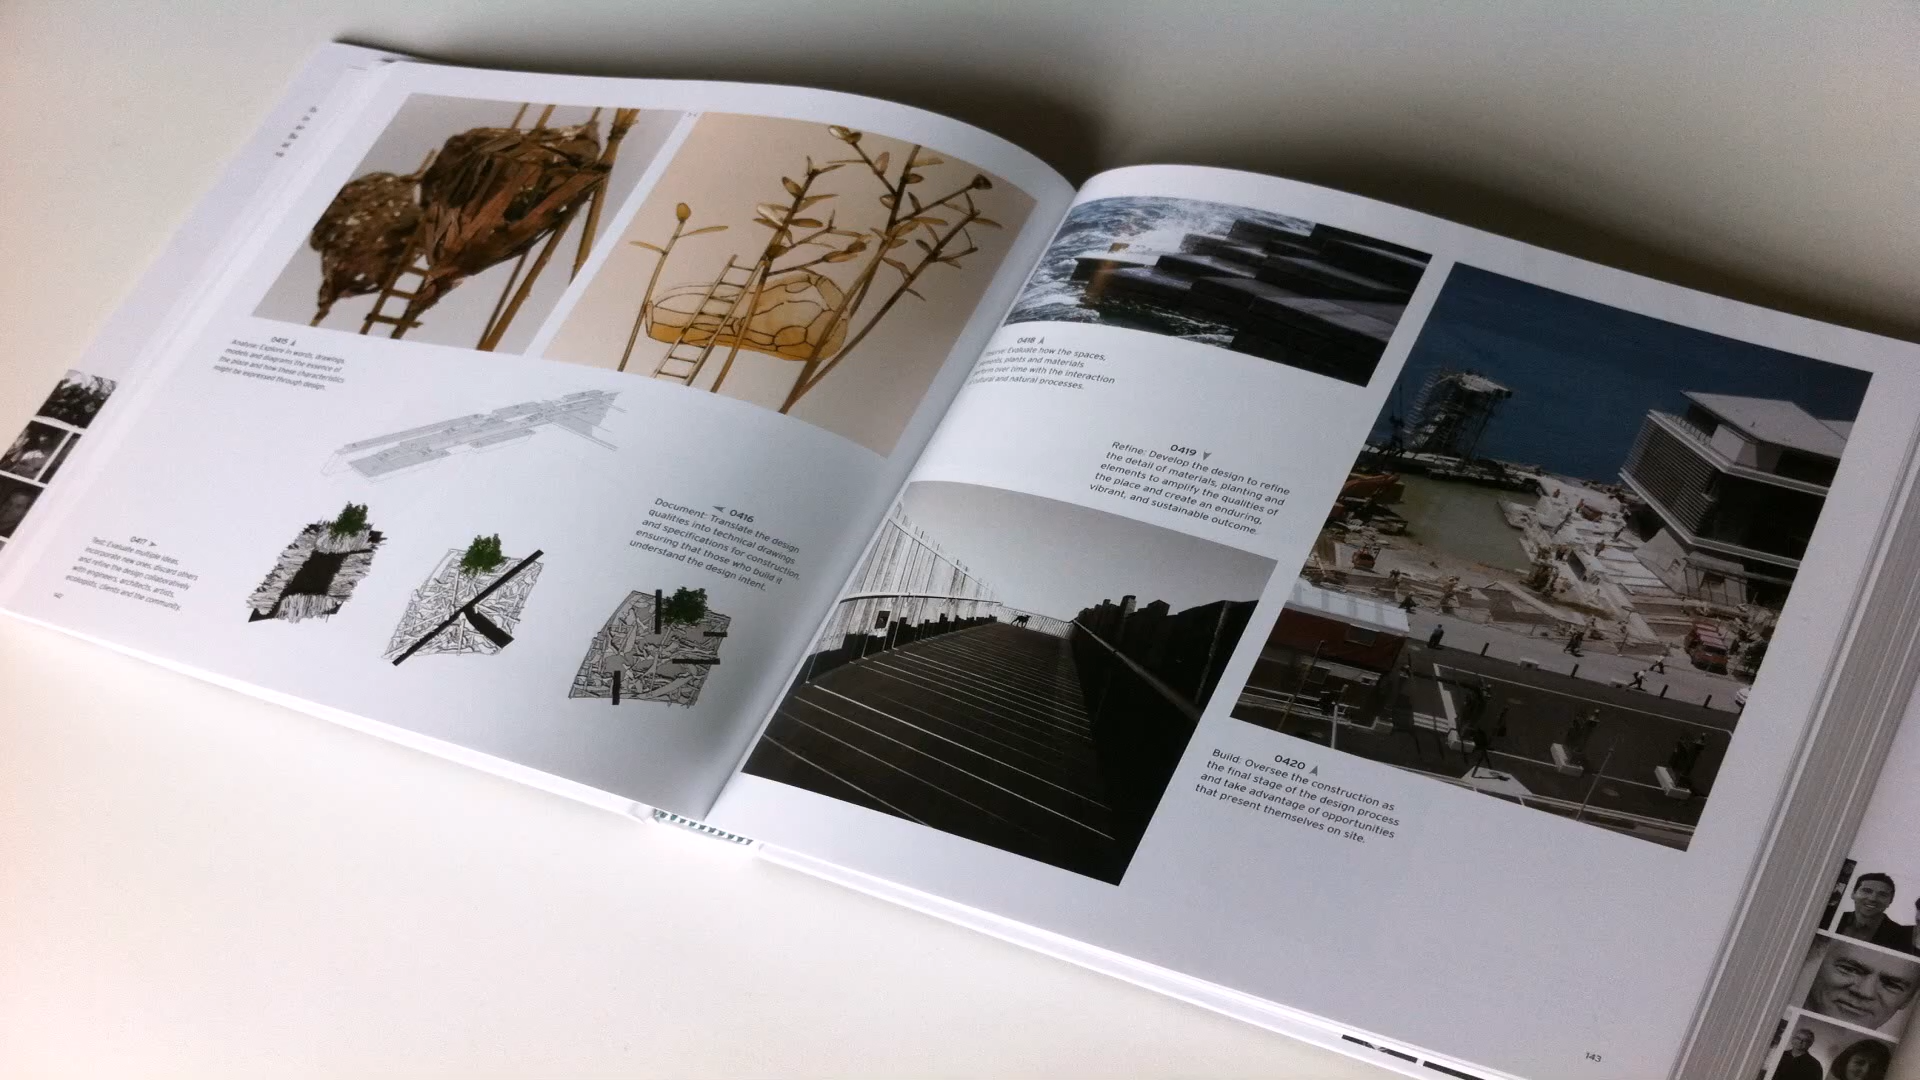 0415
Analyse: Explore in words, drawings,
models and diagrams the essence of
the place and how these characteristics
might be expressed through design.
0416
Document: Translate the design
qualities into technical drawings
and specifications for construction,
ensuring that those who build it
understand the design intent.
0417
Test: Evaluate multiple ideas,
incorporate new ones, discard others
and refine the design collaboratively
with engineers, architects, artists,
ecologists, clients and the community.
142
0418
Evaluate how the spaces,
plants and materials
over time with the interaction
cultural and natural processes.
0419
Refine: Develop the design to refine
the detail of materials, planting and
elements to amplify the qualities of
the place and create an enduring,
vibrant, and sustainable outcome.
0420
Build: Oversee the construction as
the final stage of the design process
and take advantage of opportunities
that present themselves on site.
143